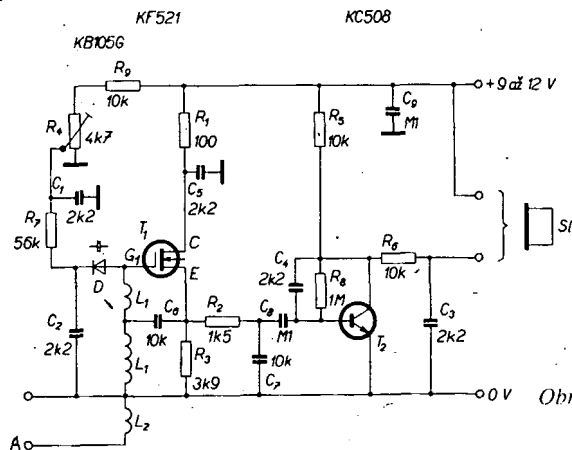 KF521
KC508
KB105G
R9
10k
+9 až 12 V
R4
4k7
R1
100
R5
10k
C9
M1
C1
2k2
C5
2k2
R7
56k
T1
C
G1
E
D
L1
C6
10k
R2
1k5
C8
M1
C4
2k2
R8
1M
R6
10k
T2
C3
2k2
Sl
C2
2k2
L1
R3
3k9
10k
C7
0 V
Obr
L2
A